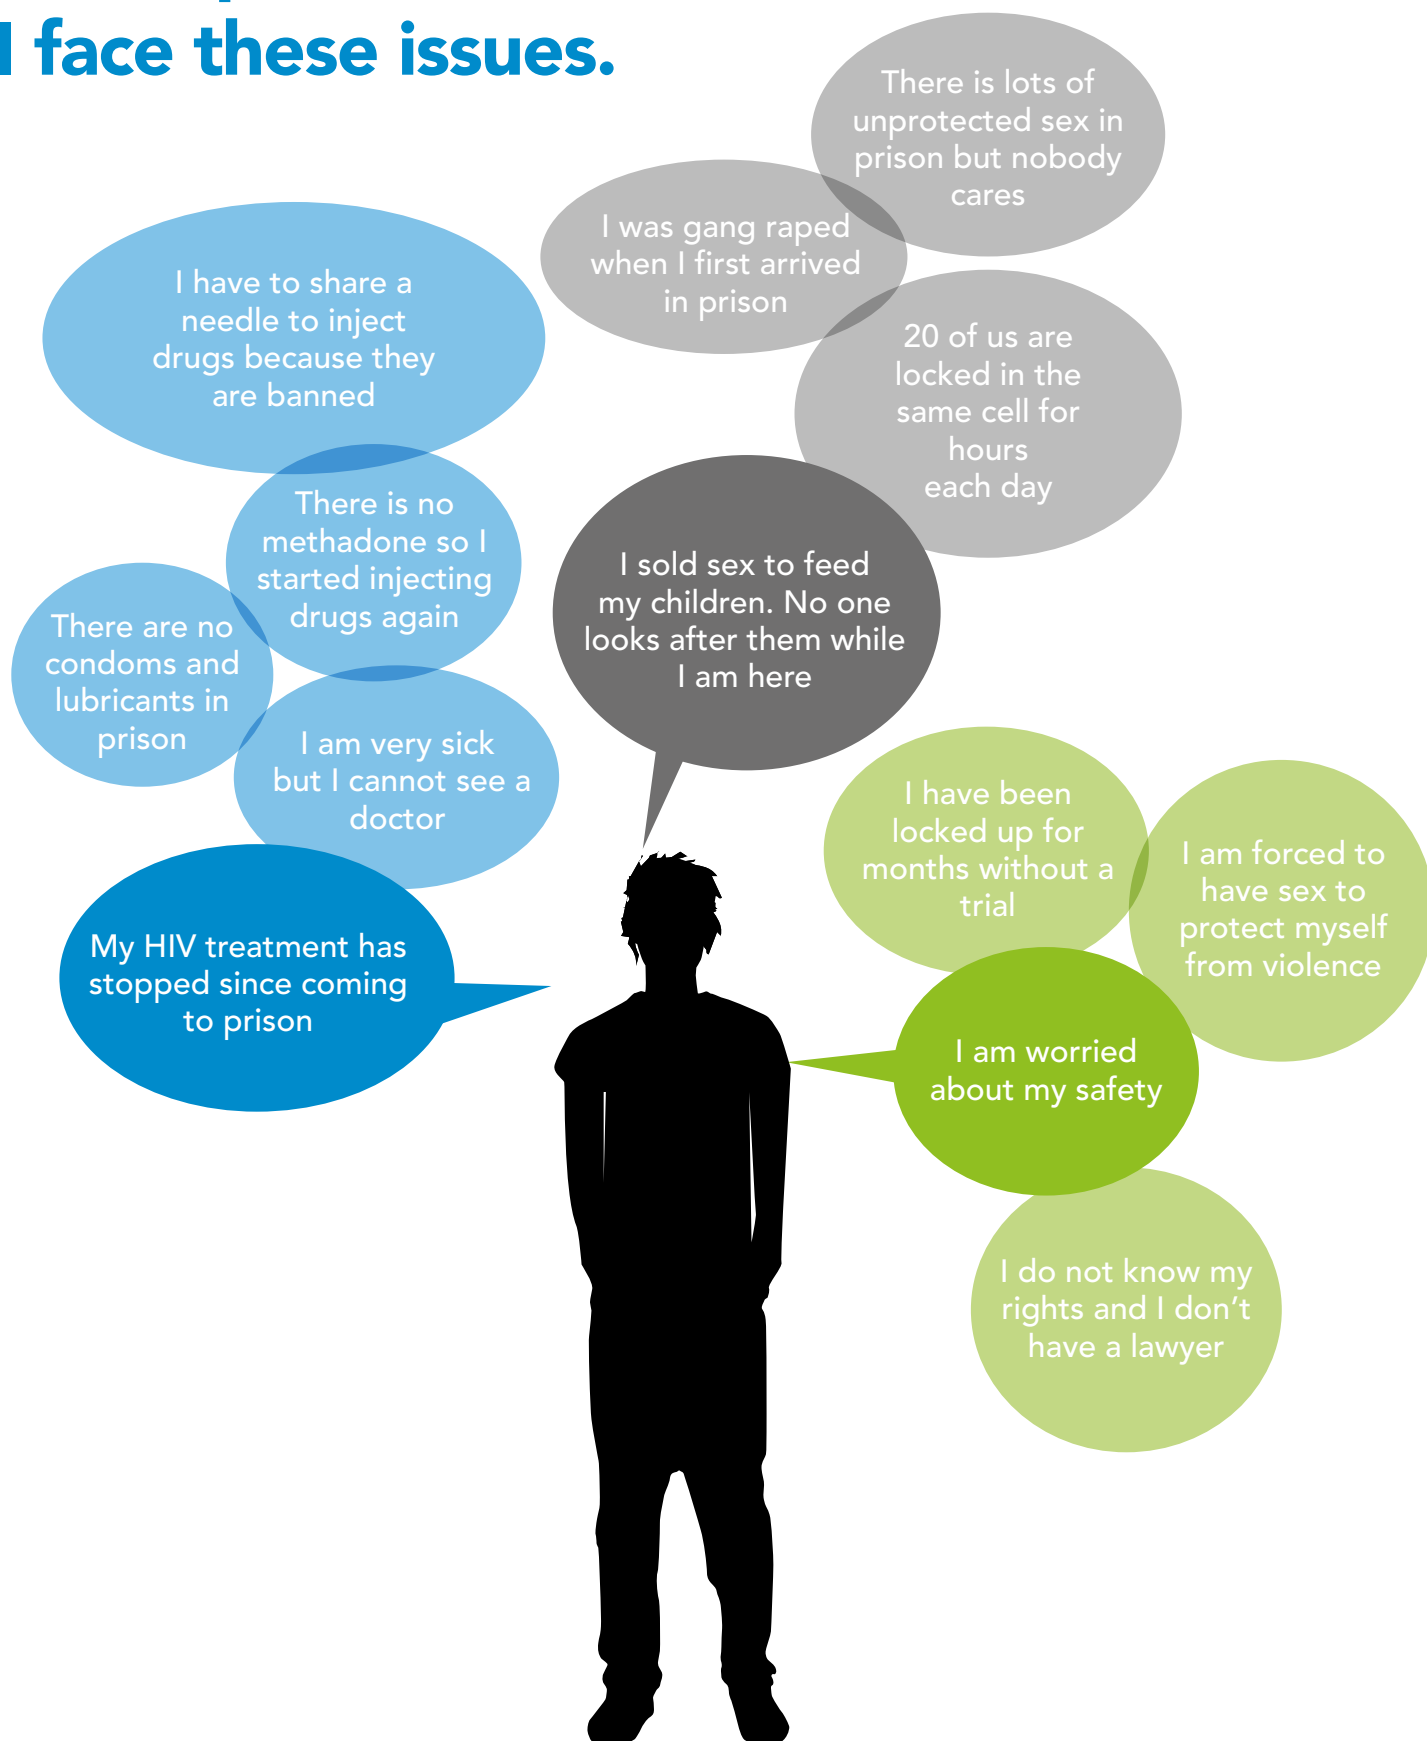 I face these issues.
There is lots of
unprotected sex in
prison but nobody
cares
I was gang raped
when I first arrived
in prison
I have to share a
needle to inject
drugs because they
are banned
20 of us are
locked in the
same cell for
hours
each day
There is no
methadone so I
started injecting
drugs again
I sold sex to feed
my children. No one
looks after them while
I am here
There are no
condoms and
lubricants in
prison
I am very sick
but I cannot see a
doctor
I have been
locked up for
months without a
trial
I am forced to
have sex to
protect myself
from violence
My HIV treatment has
stopped since coming
to prison
I am worried
about my safety
I do not know my
rights and I don’t
have a lawyer